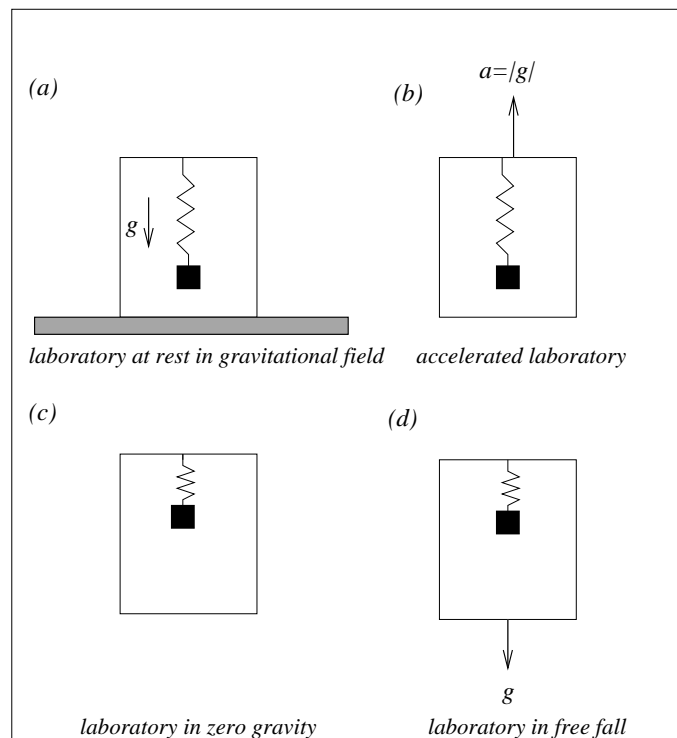 (a)
(b)
a=|g|
g
laboratory at rest in gravitational field
accelerated laboratory
(c)
(d)
g
laboratory in zero gravity
laboratory in free fall